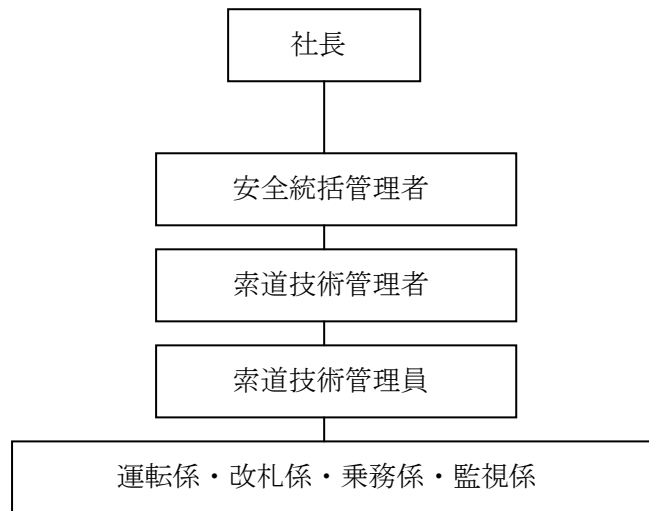 社長
安全統括管理者
索道技術管理者
索道技術管理員
運転係・改札係・乗務係・監視係